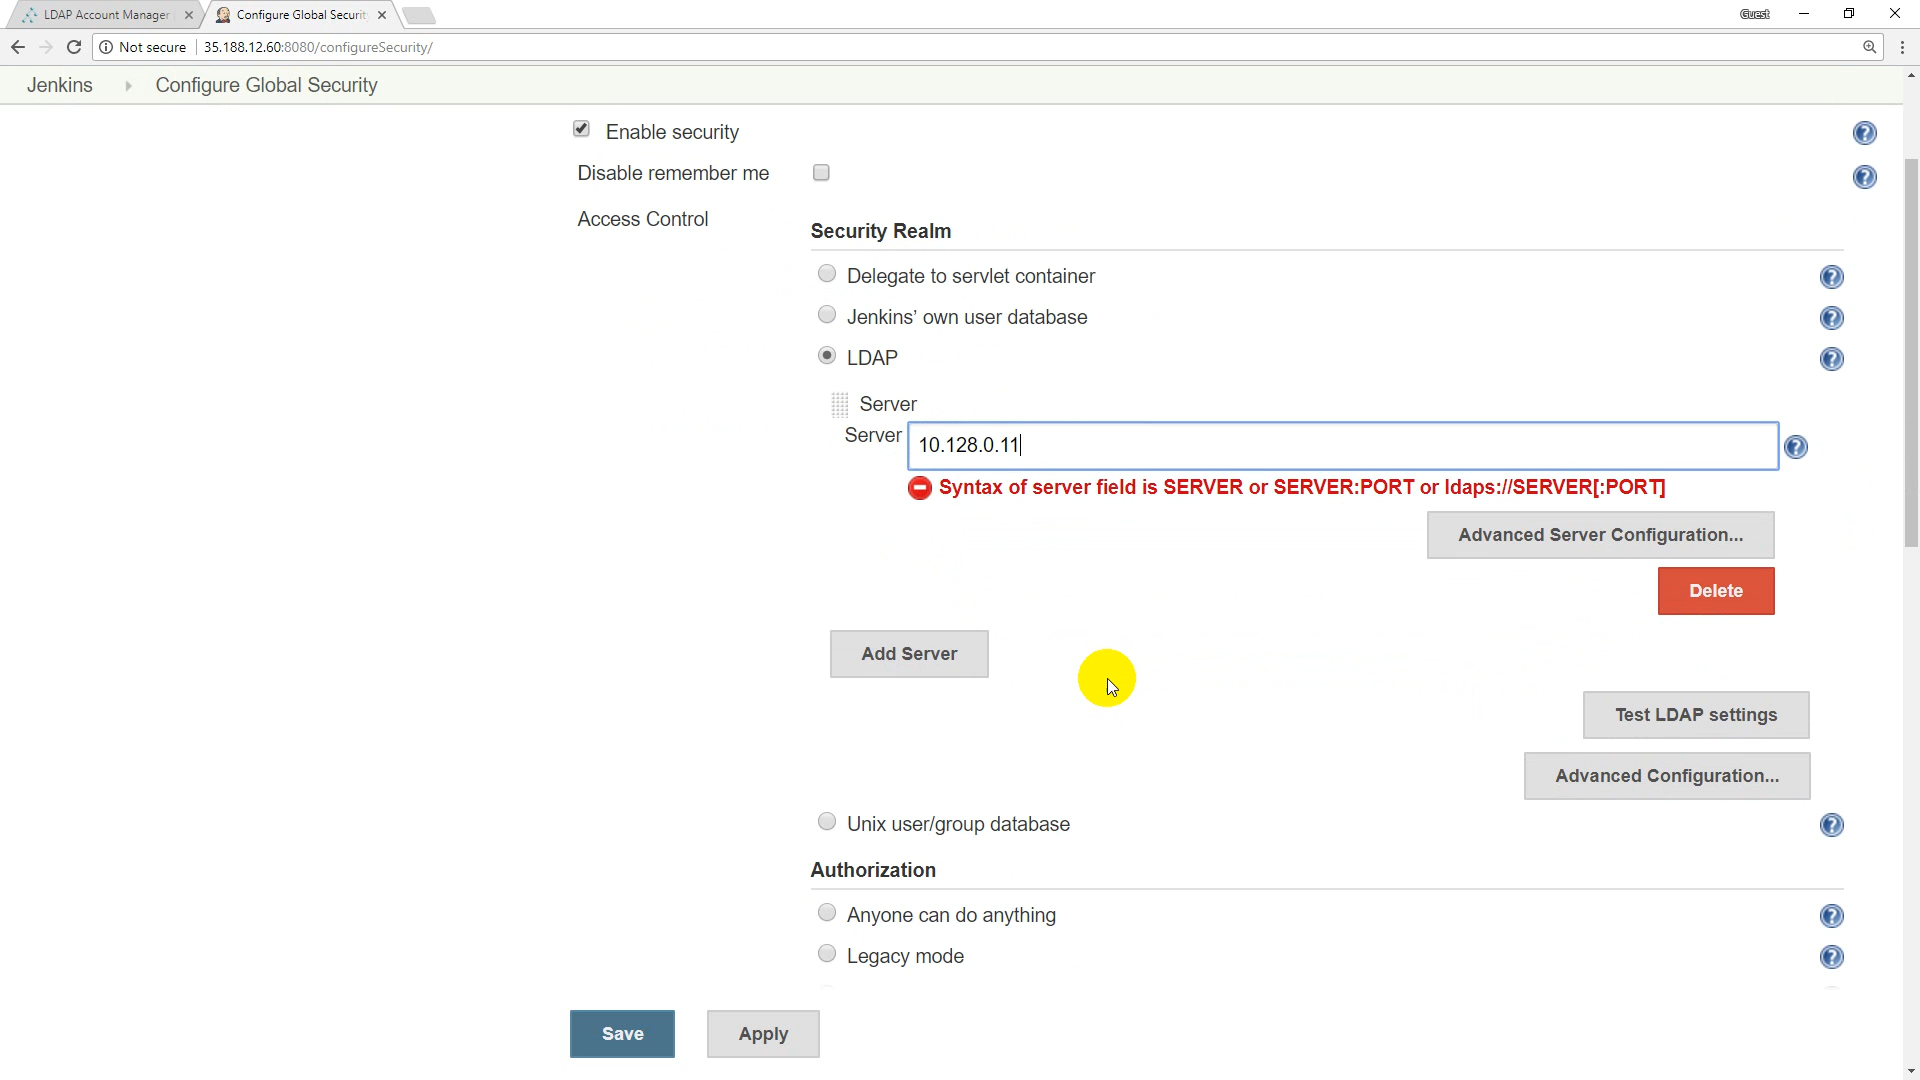 LDAP Account Manager
Configure Global Securit
Guest
Not secure
35.188.12.60:8080/configureSecurity/
Jenkins
Configure Global Security
Enable security
Disable remember me
Access Control
Security Realm
Delegate to servlet container
Jenkins’ own user database
LDAP
Server
Server
10.128.0.11
Syntax of server field is SERVER or SERVER:PORT or ldaps://SERVER[:PORT]
Advanced Server Configuration...
Delete
Add Server
Test LDAP settings
Advanced Configuration...
Unix user/group database
Authorization
Anyone can do anything
Legacy mode
Save
Apply